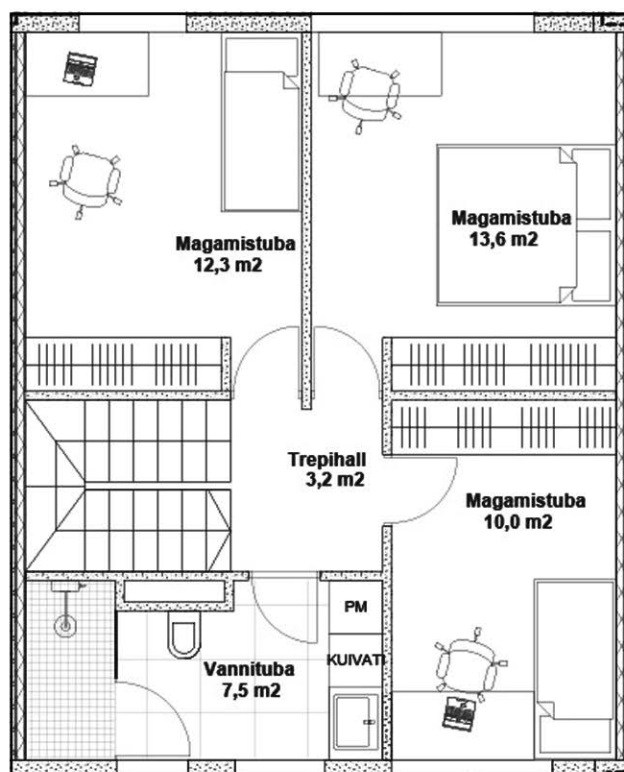 Magamistuba
12,3 m2
Magamistuba
13,6 m2
Trepihall
3,2 m2
Magamistuba
10,0 m2
PM
KUIVATI
Vannituba
7,5 m2